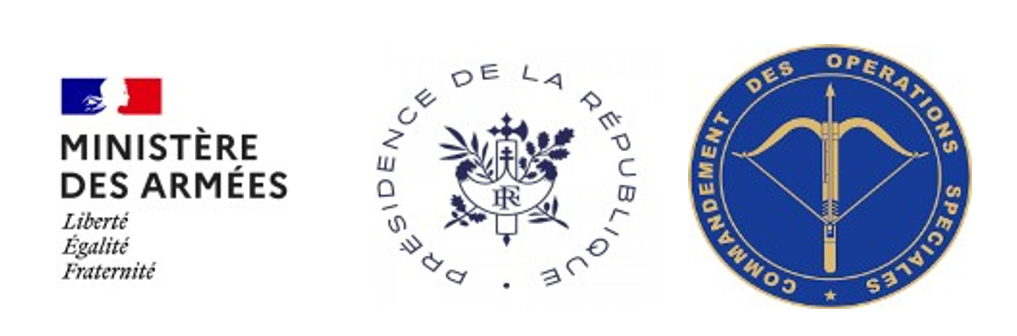 MINISTÈRE
DES ARMÉES
Liberté
Égalité
Fraternité
PRÉSIDENCE DE LA RÉPUBLIQUE
RF
COMMANDEMENT DES OPERATIONS SPECIALES